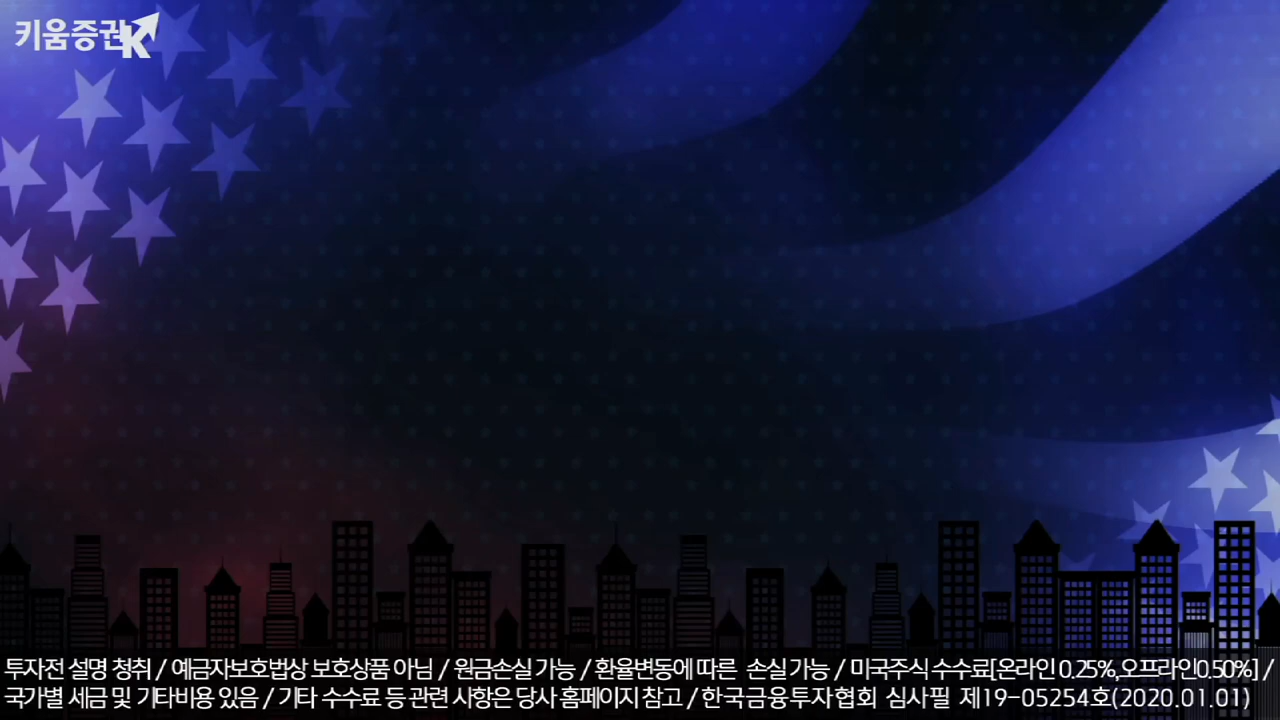 키움증권K
투자전 설명 청취 / 예금자보호법상 보호상품 아님 / 원금손실 가능 / 환율변동에 따른 손실 가능 / 미국주식 수수료[온라인 0.25%,오프라인0.50%] /
국가별 세금 및 기타비용 있음 / 기타 수수료 등 관련 사항은 당사 홈페이지 참고 / 한국금융투자협회 심사필 제19-05254호(2020.01.01)